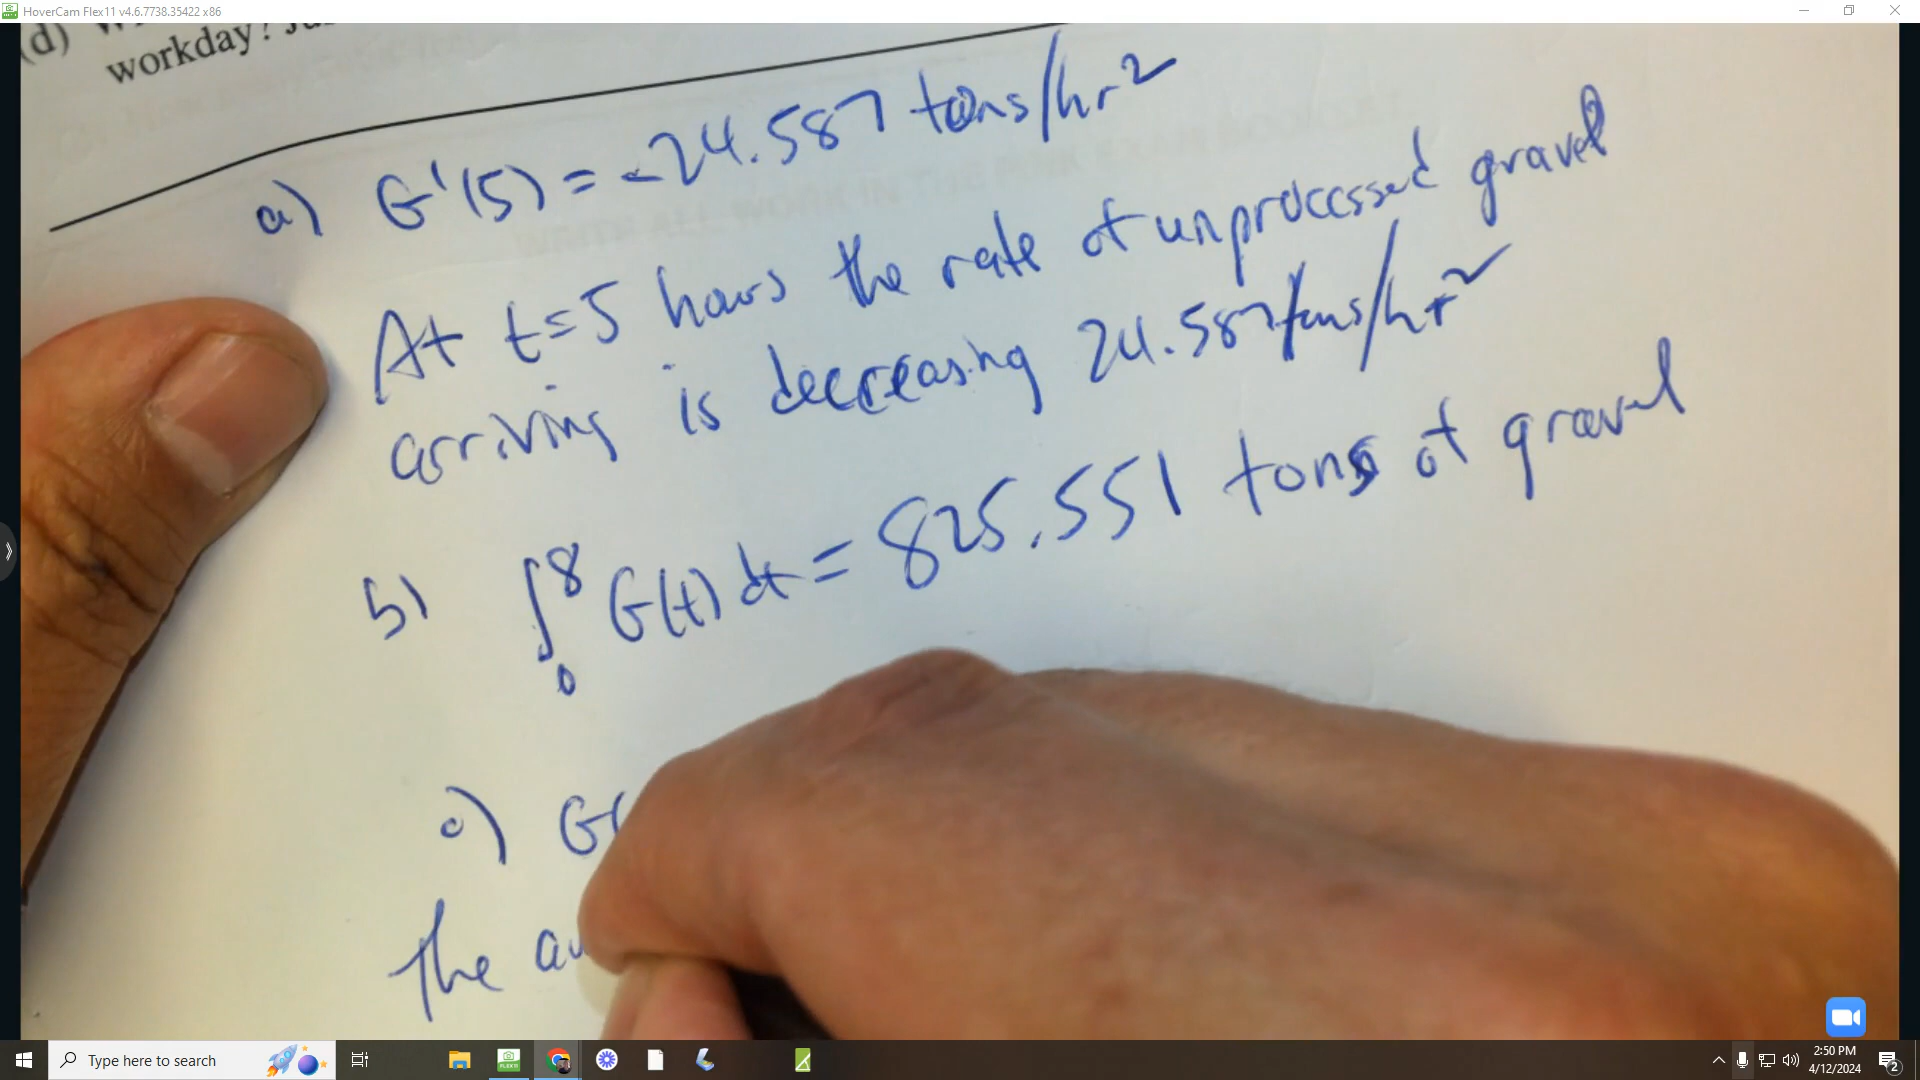 HoverCam Flex11 v4.6.7738.35422 x86
(d)
workday?
a) G'(5) = -24.587 tons/hr²
At t=5 hours the rate of unprocessed gravel
arriving is decreasing 24.587 tons/hr²
b) ∫₀⁸ G(t) dt = 825.551 tons of gravel
c) G(
the
Type here to search
2:50 PM
4/12/2024
2